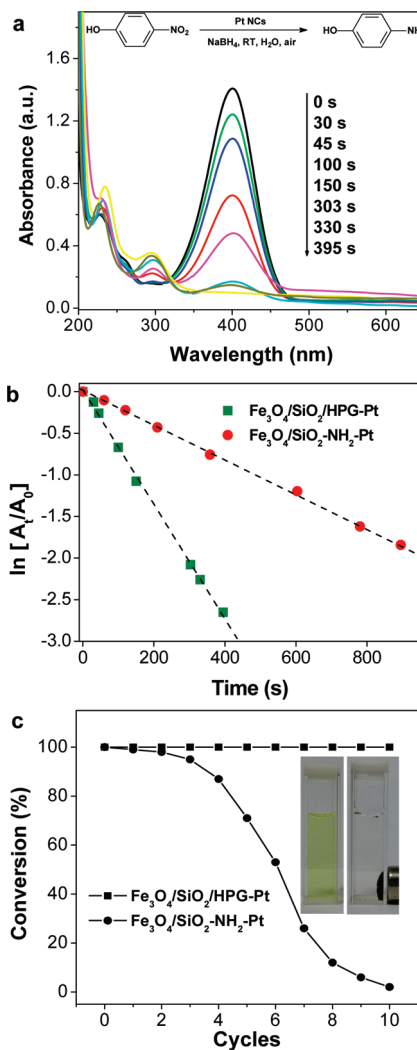 a
HO
NO₂
Pt NCs
NaBH₄, RT, H₂O, air
HO
1.8
1.2
0.6
0.0
Absorbance (a.u.)
0 s
30 s
45 s
100 s
150 s
303 s
330 s
395 s
200 300 400 500 600
Wavelength (nm)
b
0.0
-0.5
-1.0
-1.5
-2.0
-2.5
-3.0
ln [ Aₜ/A₀]
Fe₃O₄/SiO₂/HPG-Pt
Fe₃O₄/SiO₂-NH₂-Pt
0 200 400 600 800
Time (s)
c
100
80
60
40
20
0
Conversion (%)
Fe₃O₄/SiO₂/HPG-Pt
Fe₃O₄/SiO₂-NH₂-Pt
0 2 4 6 8 10
Cycles